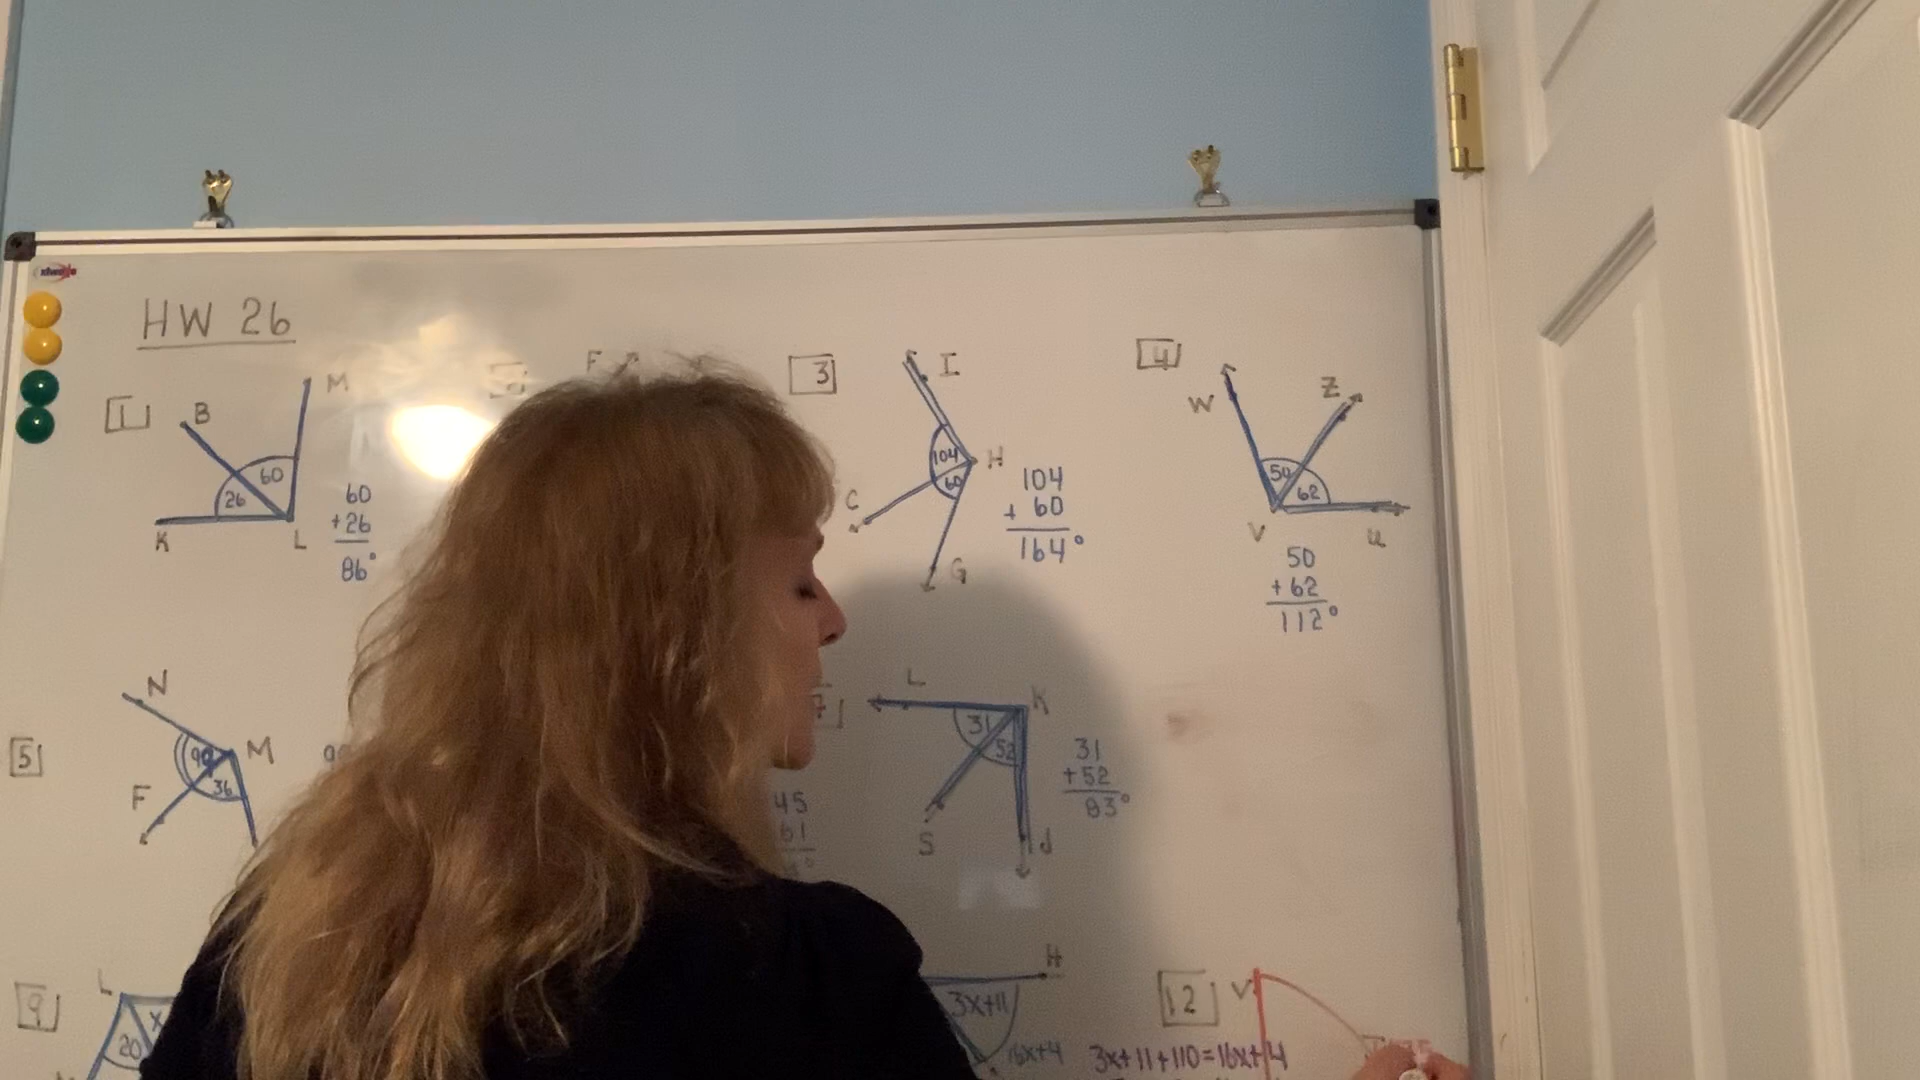 HW 26
1
B
M
60
26
K
L
60
+26
86°
F
3
I
104
H
60
C
G
104
+ 60
164°
4
W
Z
62
V
U
50
+ 62
112°
5
N
M
F
36
7
L
K
31
52
S
J
31
+52
83°
45
61
9
L
X
20
H
3x+11
16x+4
3x+11+110=16x+4
12
V